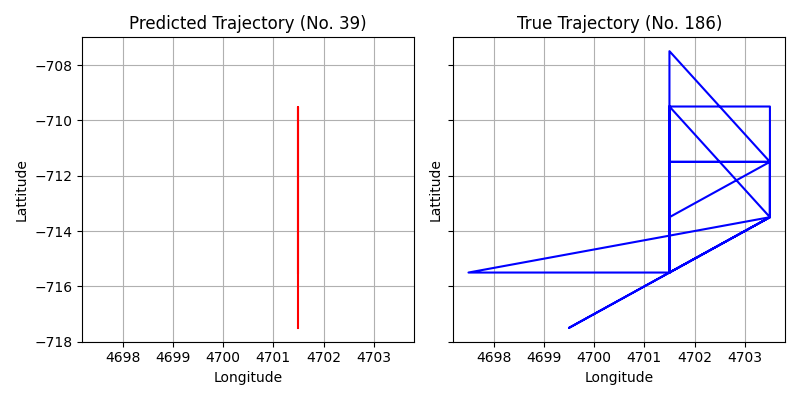 Predicted Trajectory (No. 39)
True Trajectory (No. 186)
Lattitude
−708
−710
−712
−714
−716
−718
4698 4699 4700 4701 4702 4703
Longitude
Lattitude
4698 4699 4700 4701 4702 4703
Longitude